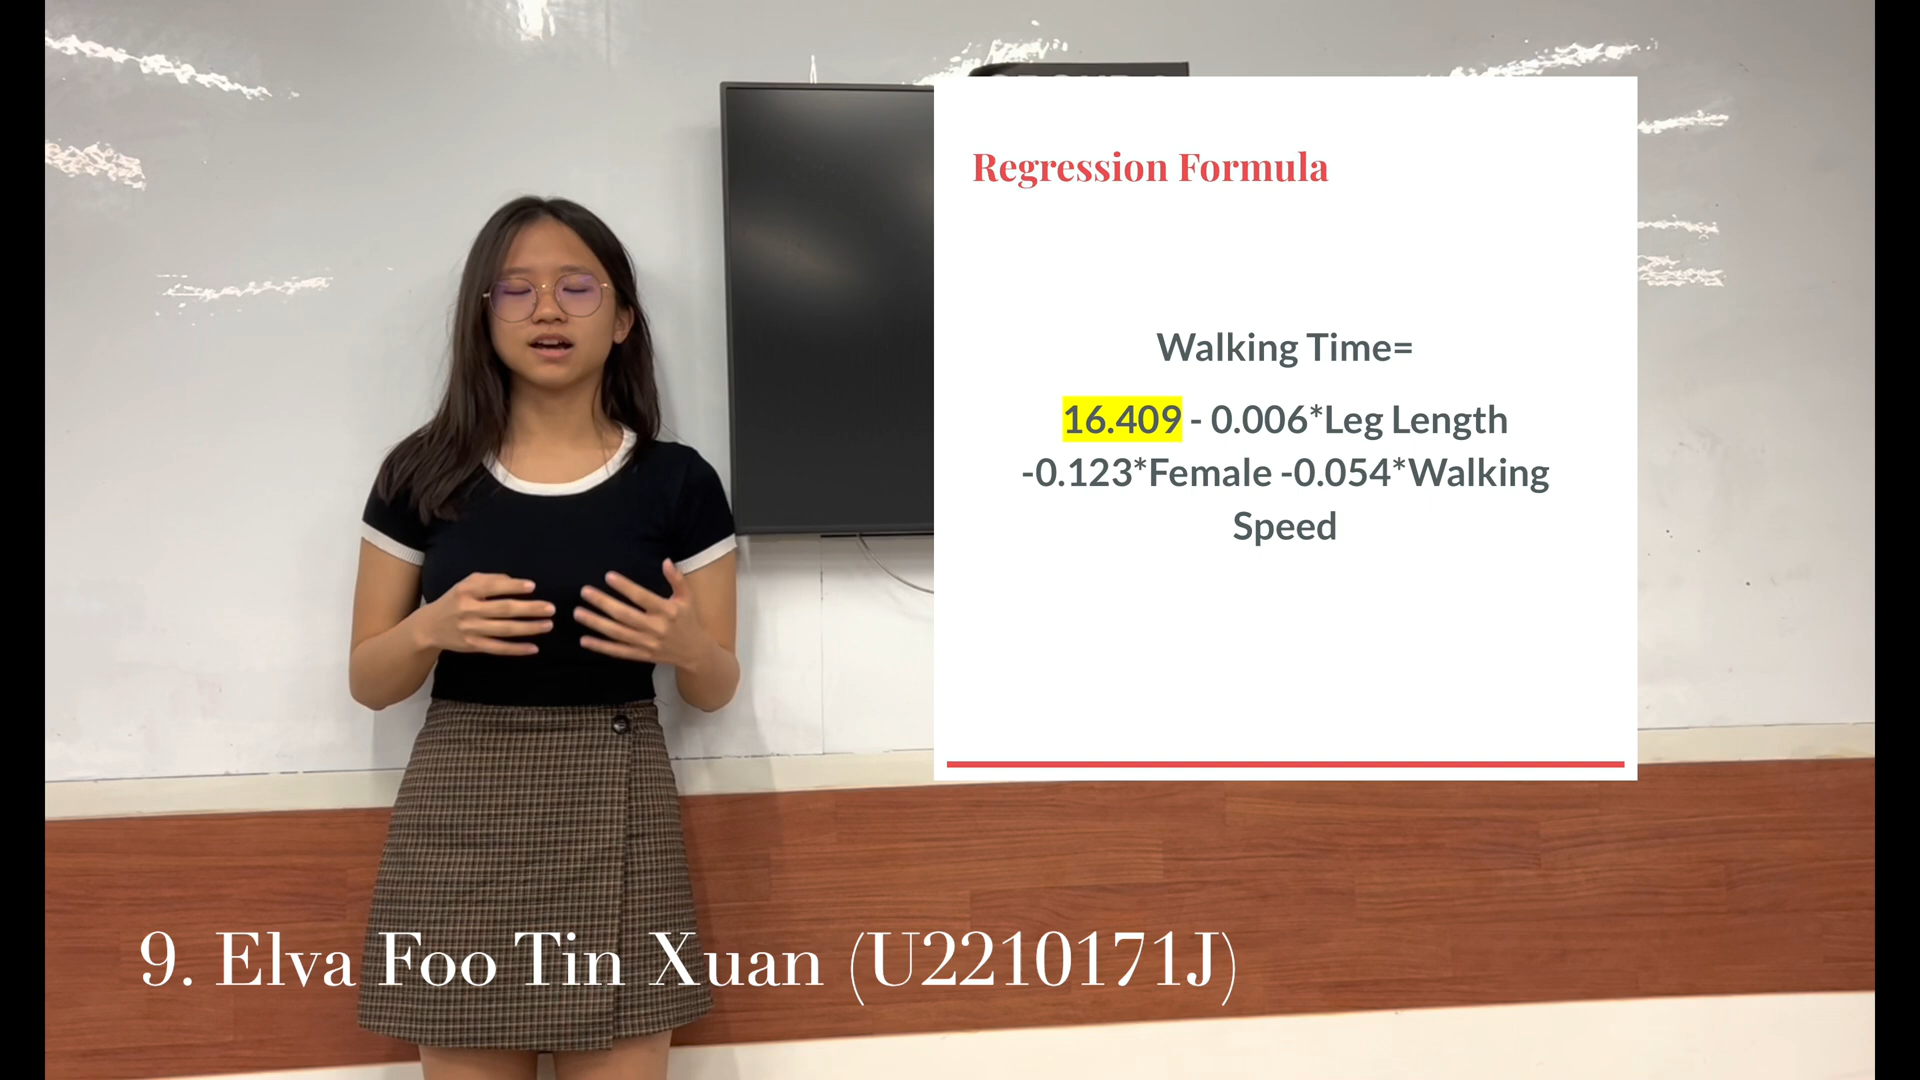 Regression Formula
Walking Time=
16.409 - 0.006*Leg Length
-0.123*Female -0.054*Walking
Speed
9. Elva Foo Tin Xuan (U2210171J)